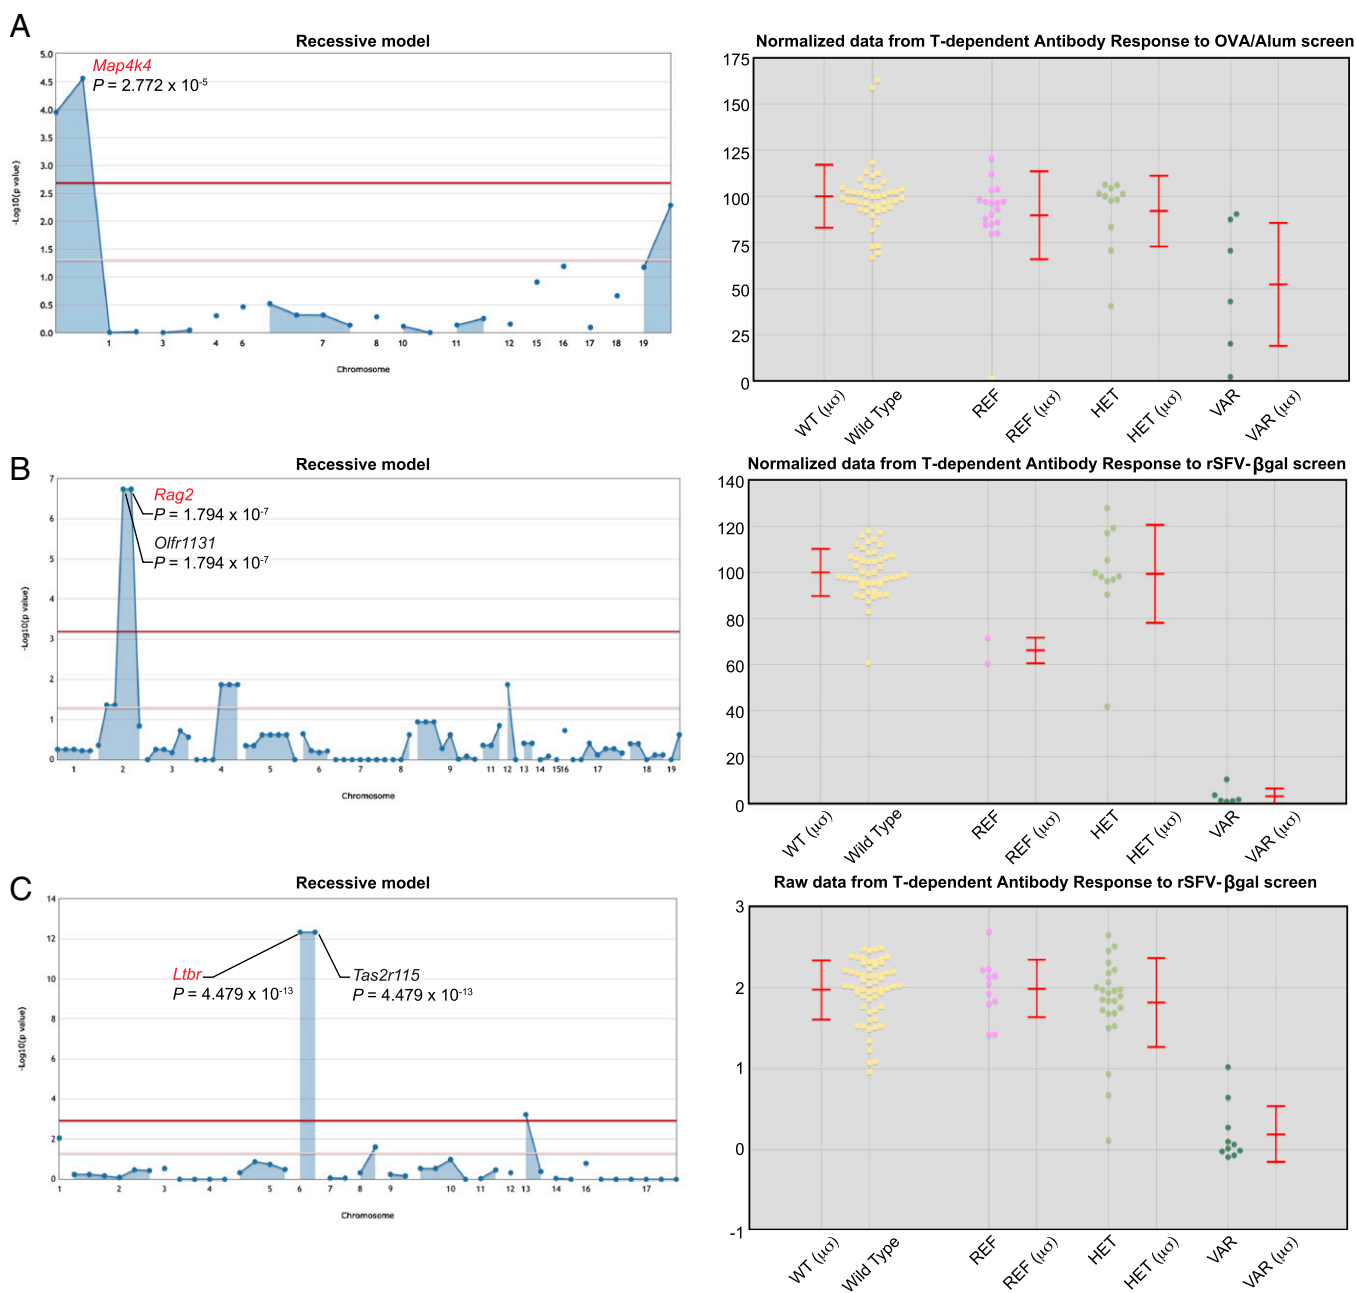 A
Recessive model
Map4k4
P = 2.772 x 10-5
5.0
4.5
4.0
3.5
3.0
2.5
2.0
1.5
1.0
0.5
0.0
-Log10(p value)
1 3 4 6 7 8 10 11 12 15 16 17 18 19
Chromosome
Normalized data from T-dependent Antibody Response to OVA/Alum screen
175
150
125
100
75
50
25
0
WT (μσ) Wild Type REF REF (μσ) HET HET (μσ) VAR VAR (μσ)
B
Recessive model
Rag2
P = 1.794 x 10-7
Olfr1131
P = 1.794 x 10-7
7
6
5
4
3
2
1
0
-Log10(p value)
1 2 3 4 5 6 7 8 9 11 12 13 14 15 16 17 18 19
Chromosome
Normalized data from T-dependent Antibody Response to rSFV-βgal screen
140
120
100
80
60
40
20
0
WT (μσ) Wild Type REF REF (μσ) HET HET (μσ) VAR VAR (μσ)
C
Recessive model
Ltbr
P = 4.479 x 10-13
Tas2r115
P = 4.479 x 10-13
14
12
10
8
6
4
2
0
-Log10(p value)
1 2 3 4 5 6 7 8 9 10 11 12 13 14 16 17
Chromosome
Raw data from T-dependent Antibody Response to rSFV-βgal screen
3
2
1
0
-1
WT (μσ) Wild Type REF REF (μσ) HET HET (μσ) VAR VAR (μσ)